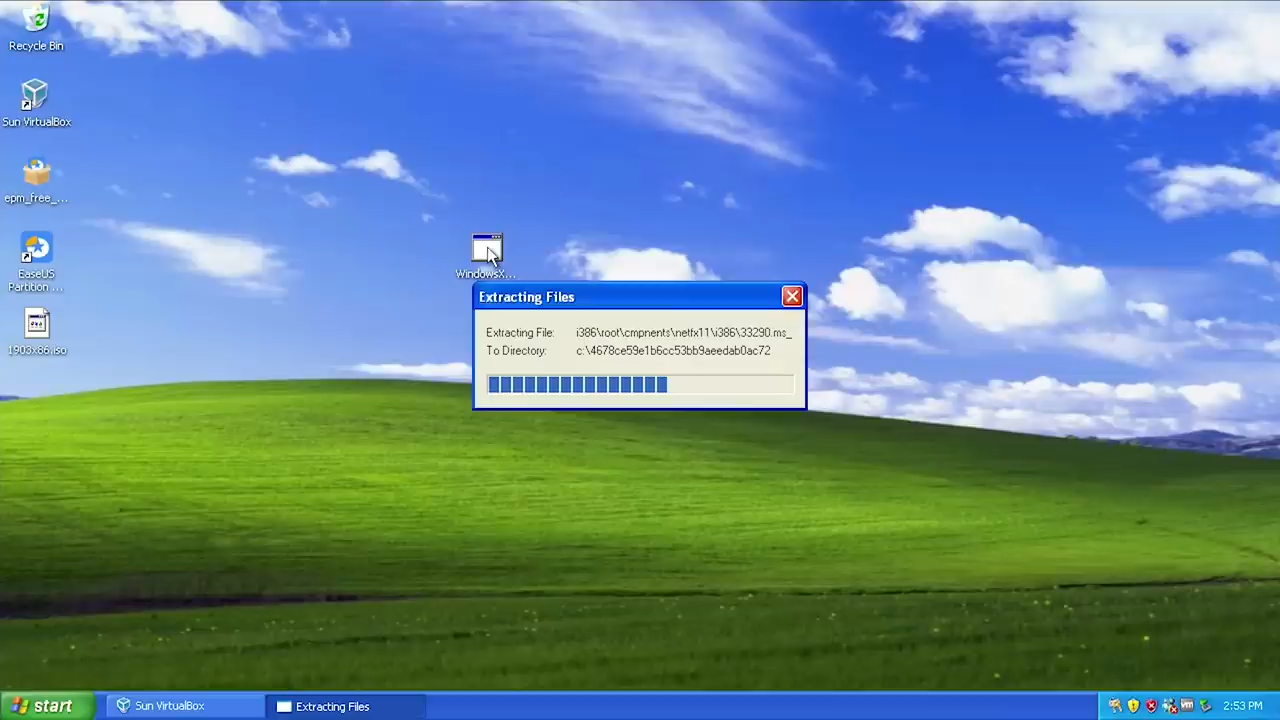 Recycle Bin
Sun VirtualBox
epm_free_...
EaseUS
Partition ...
1903x86.iso
WindowsX...
Extracting Files
Extracting File: i386\root\cmpnents\netfx11\i386\33290.ms_
To Directory: c:\4678ce59e1b6cc53bb9aeedab0ac72
start
Sun VirtualBox
Extracting Files
2:53 PM